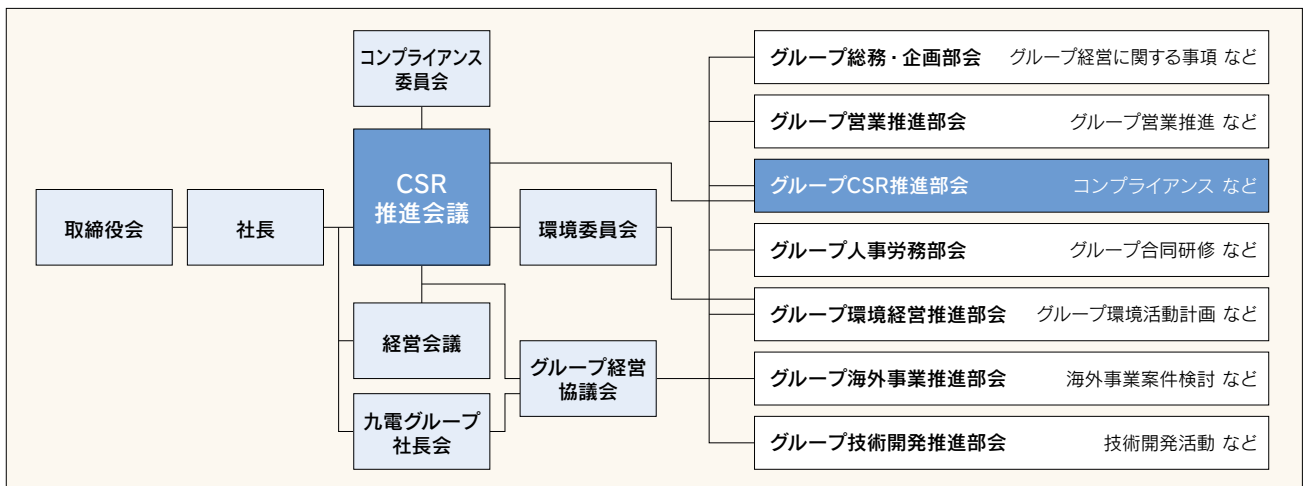 コンプライアンス
委員会
CSR
推進会議
取締役会
社長
環境委員会
経営会議
グループ経営
協議会
九電グループ
社長会
グループ総務・企画部会 グループ経営に関する事項 など
グループ営業推進部会 グループ営業推進 など
グループCSR推進部会 コンプライアンス など
グループ人事労務部会 グループ合同研修 など
グループ環境経営推進部会 グループ環境活動計画 など
グループ海外事業推進部会 海外事業案件検討 など
グループ技術開発推進部会 技術開発活動 など